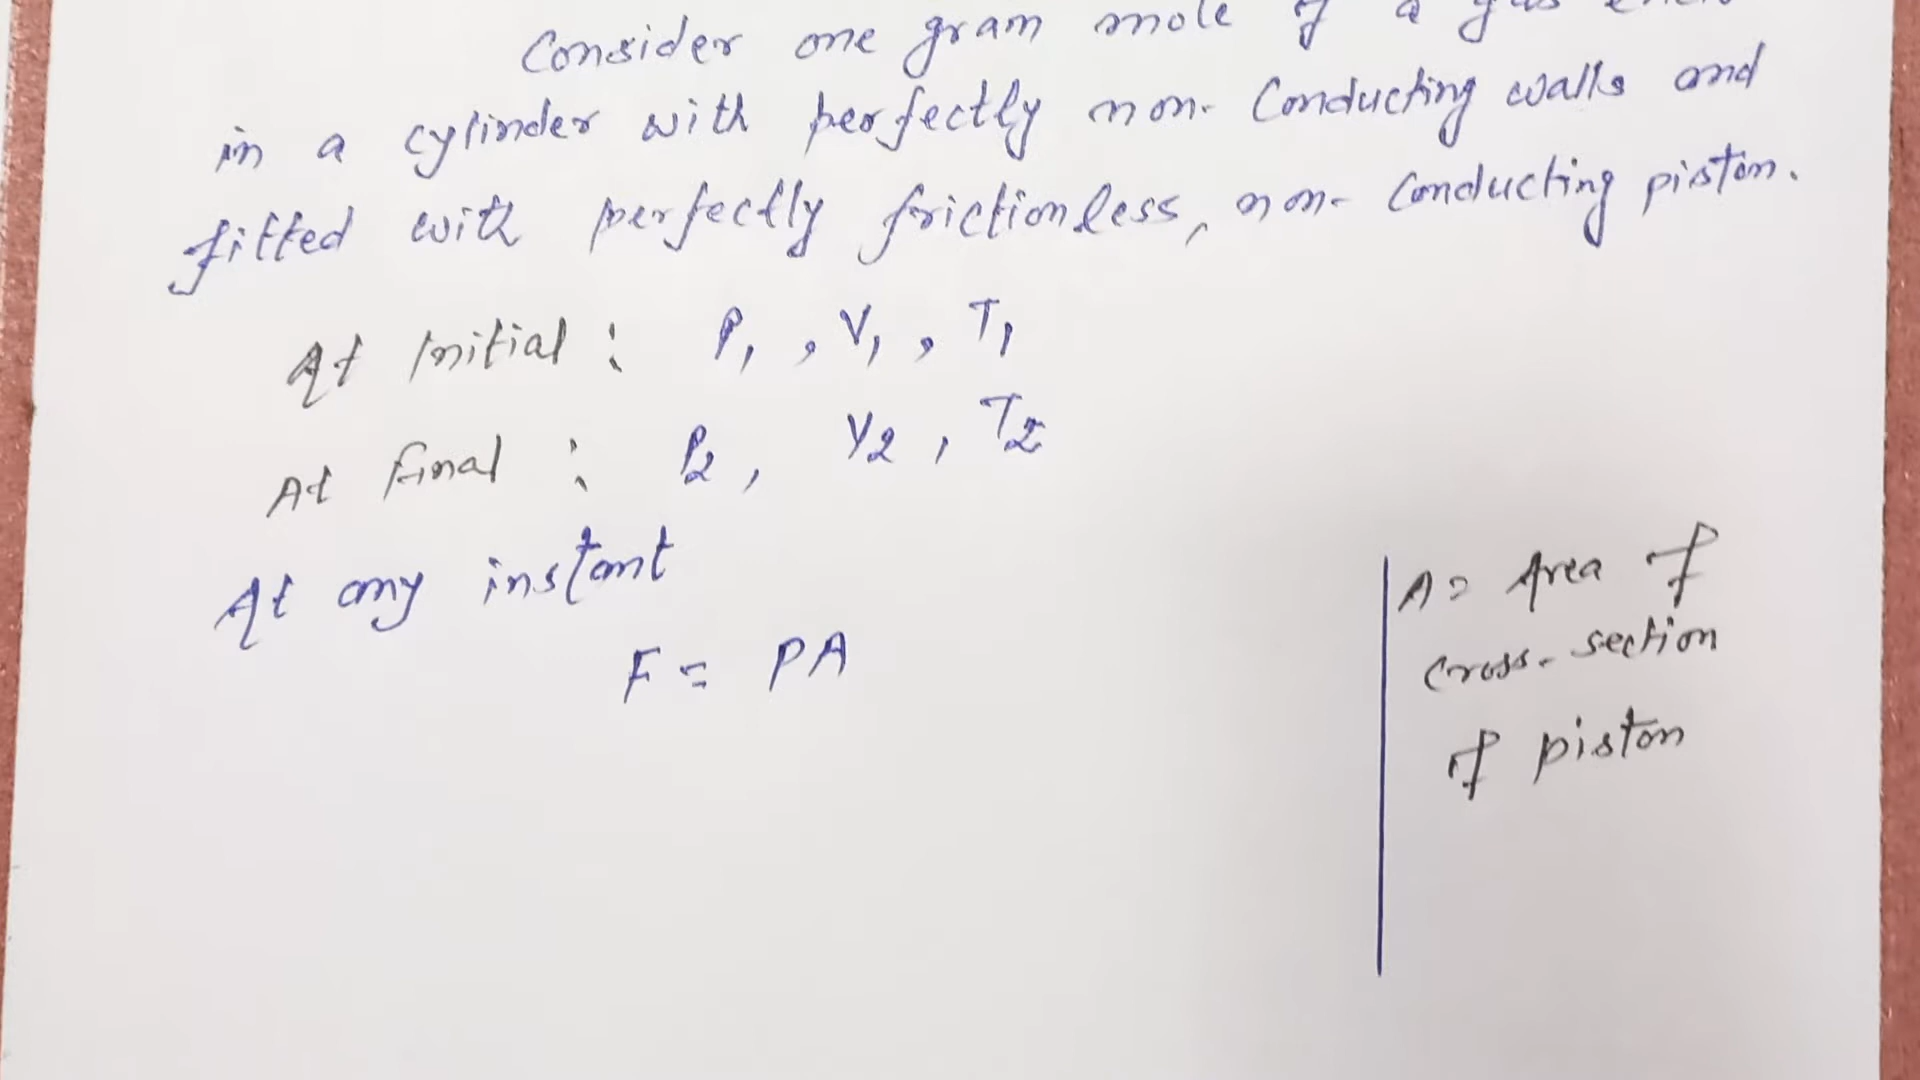 Consider one gram mole of a gas
in a cylinder with perfectly non-conducting walls and
fitted with perfectly frictionless, non-conducting piston.
At Initial : P₁, V₁, T₁
At final : P₂, V₂, T₂
At any instant
F = PA
A = Area of
cross-section
of piston